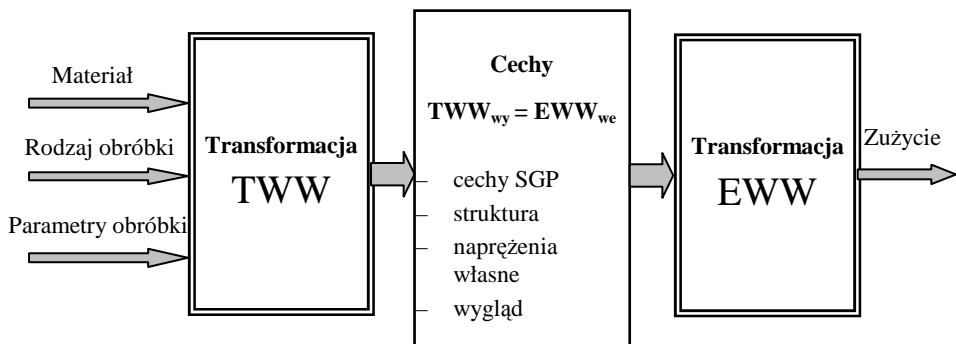 Materiał
Rodzaj obróbki
Parametry obróbki
Transformacja
TWW
Cechy
TWWwy = EWWwe
cechy SGP
struktura
naprężenia
własne
wygląd
Transformacja
EWW
Zużycie